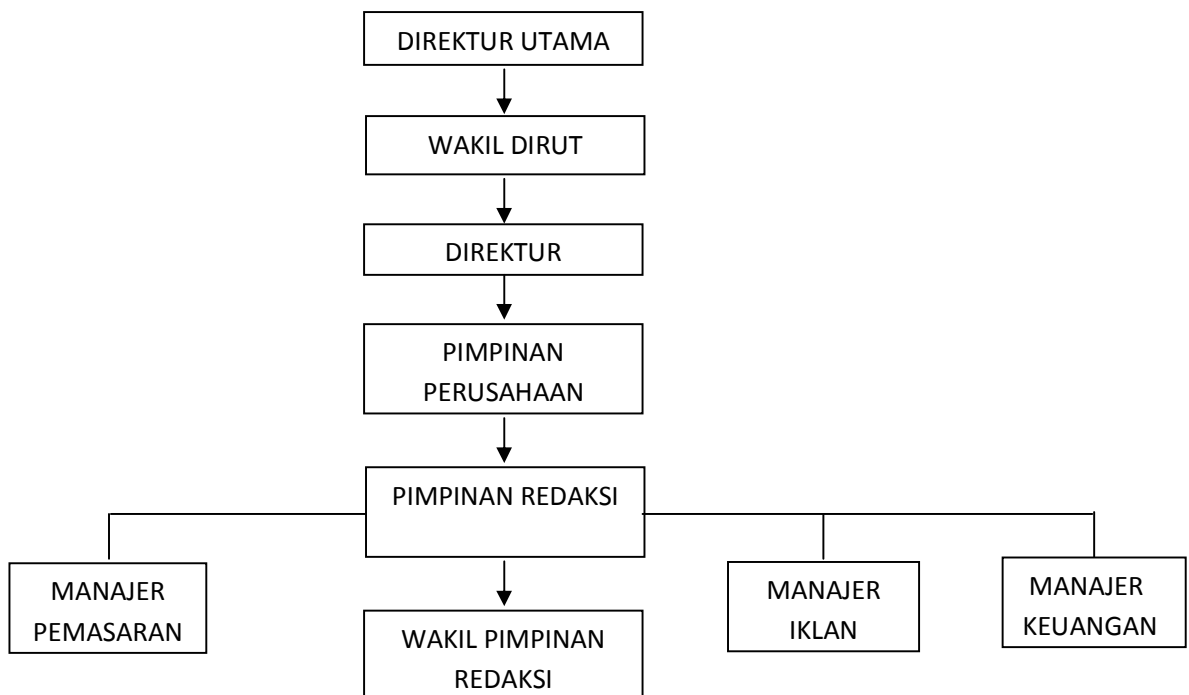 DIREKTUR UTAMA
WAKIL DIRUT
DIREKTUR
PIMPINAN
PERUSAHAAN
PIMPINAN REDAKSI
MANAJER
PEMASARAN
WAKIL PIMPINAN
REDAKSI
MANAJER
IKLAN
MANAJER
KEUANGAN